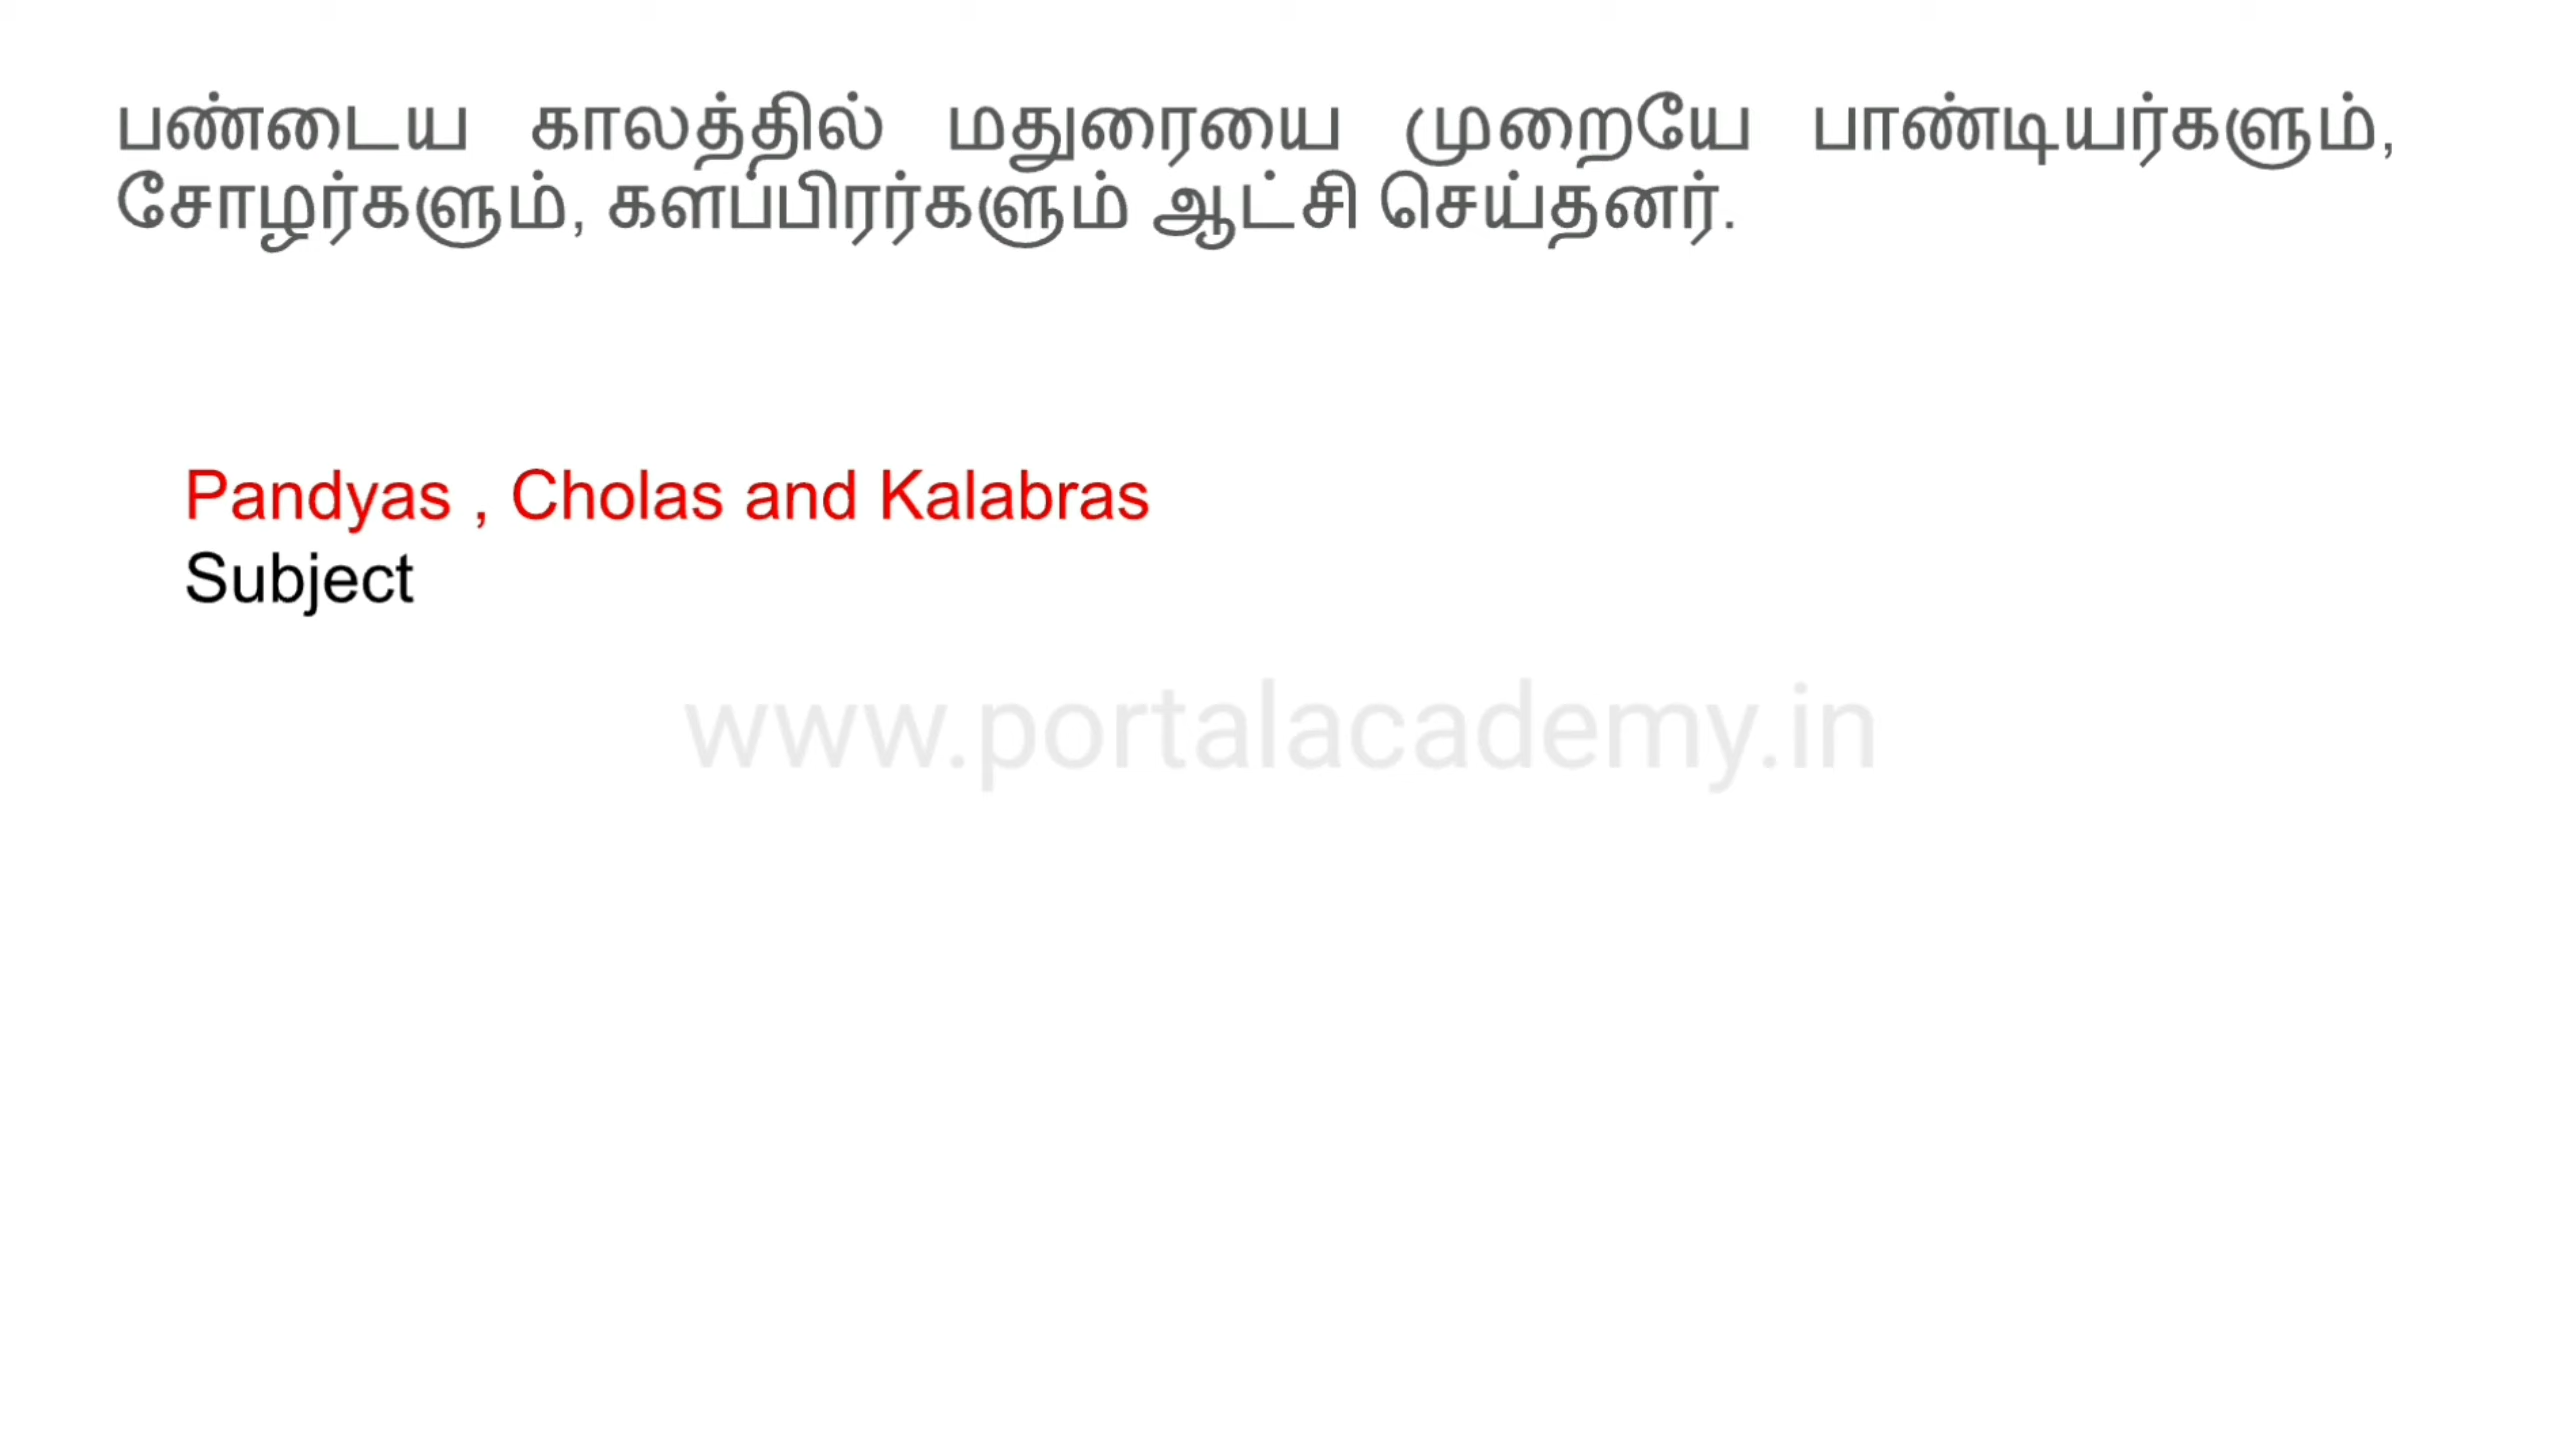 பண்டைய காலத்தில் மதுரையை முறையே பாண்டியர்களும்,
சோழர்களும், களப்பிரர்களும் ஆட்சி செய்தனர்.
Pandyas , Cholas and Kalabras
Subject
www.portalacademy.in